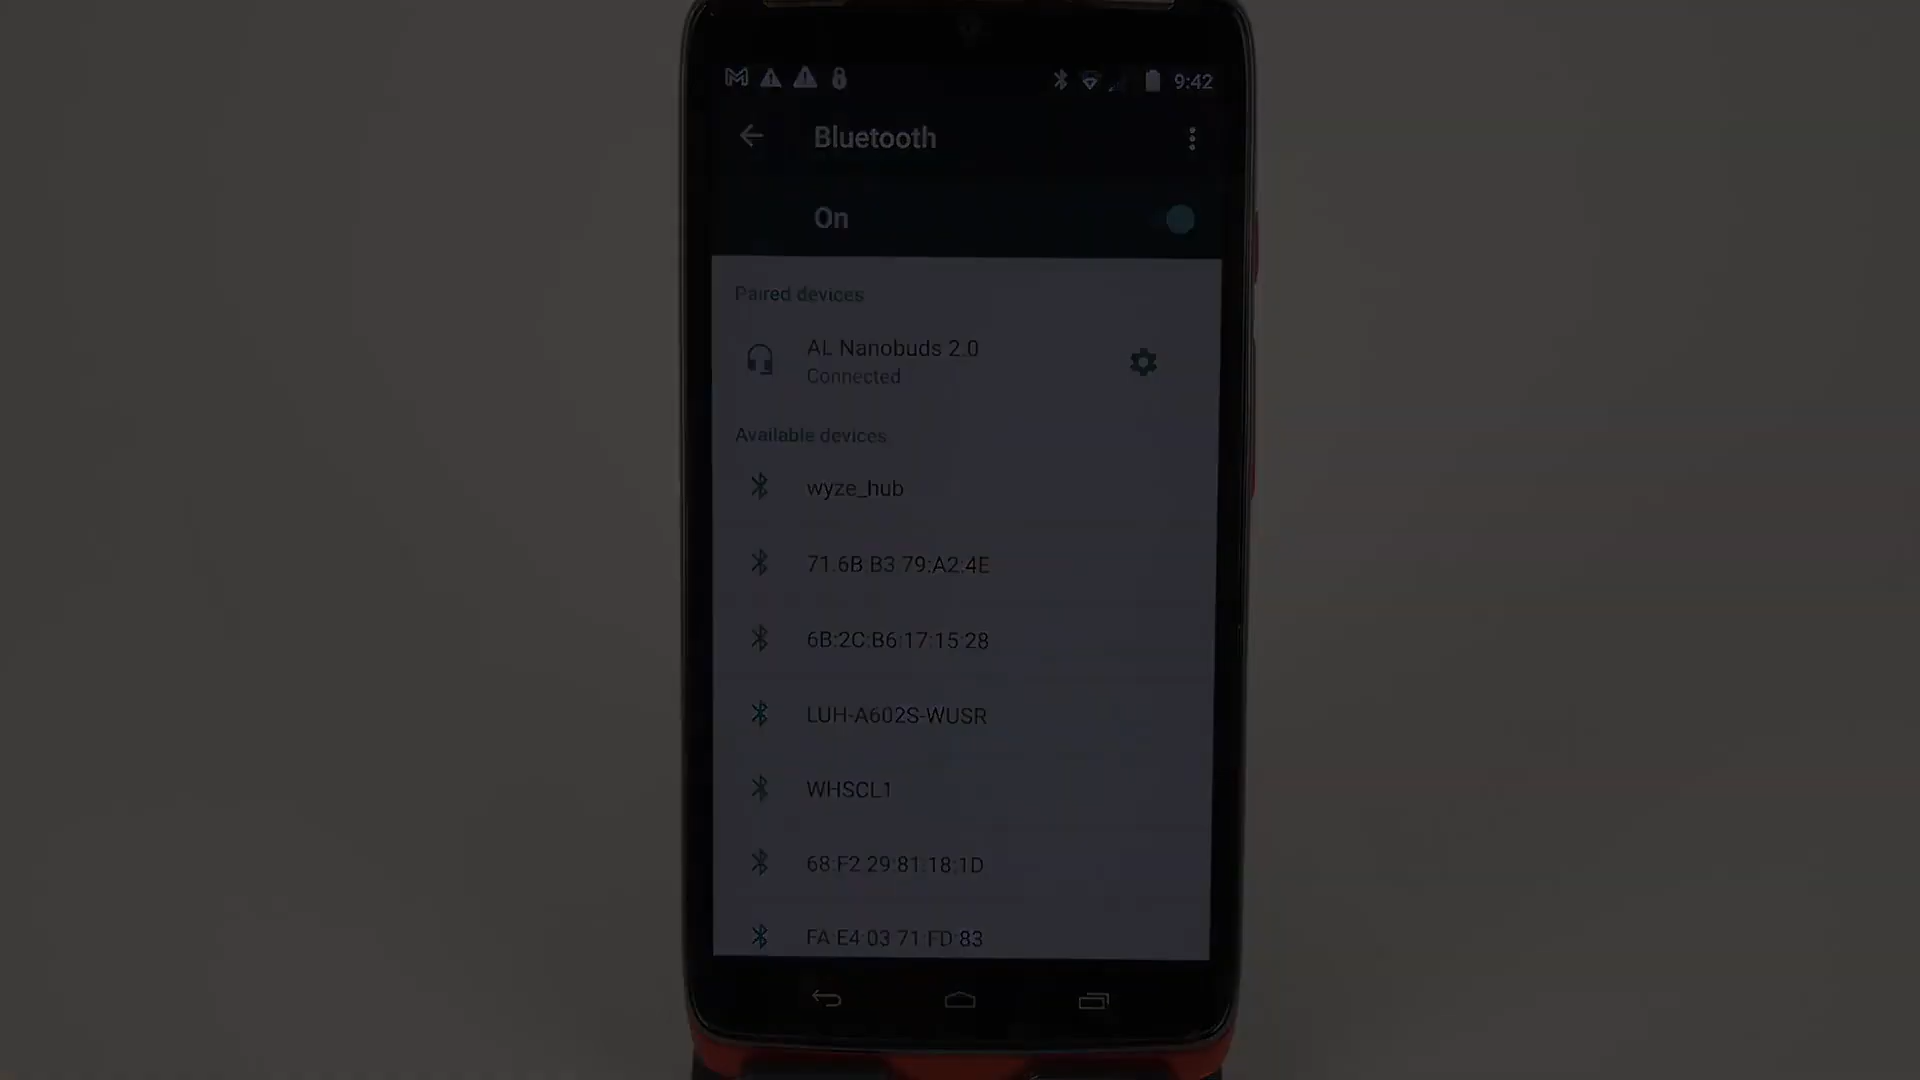 9:42
Bluetooth
On
Paired devices
AL Nanobuds 2.0
Connected
Available devices
wyze_hub
71:6B:B3:79:A2:4E
6B:2C:B6:17:15:28
LUH-A602S-WUSR
WHSCL1
68:F2:29:81:18:1D
FA:E4:03:71:FD:83